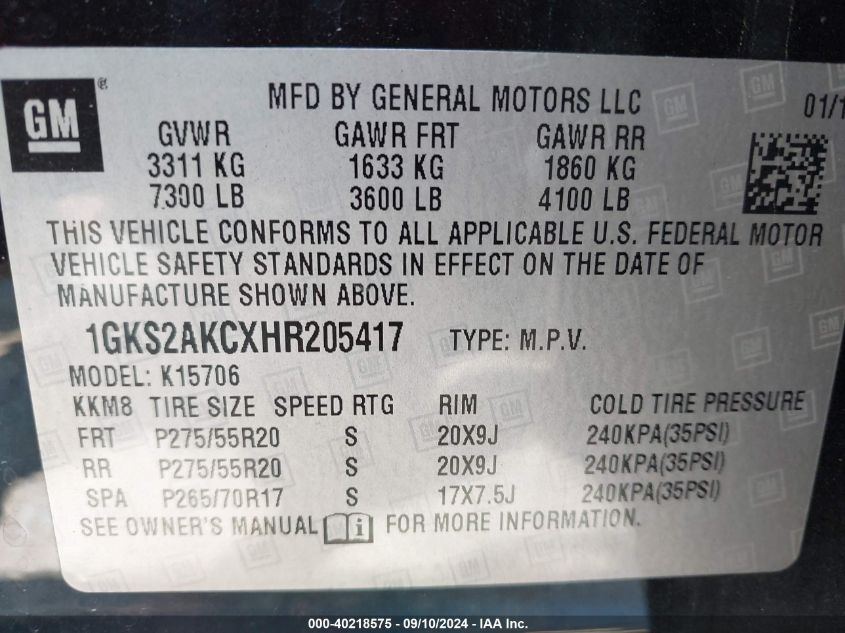 GM ® MFD BY GENERAL MOTORS LLC 01/1
GVWR GAWR FRT GAWR RR
3311 KG 1633 KG 1860 KG
7300 LB 3600 LB 4100 LB
THIS VEHICLE CONFORMS TO ALL APPLICABLE U.S. FEDERAL MOTOR
VEHICLE SAFETY STANDARDS IN EFFECT ON THE DATE OF
MANUFACTURE SHOWN ABOVE.
1GKS2AKCXHR205417 TYPE: M.P.V.
MODEL: K15706
KKM8 TIRE SIZE SPEED RTG RIM COLD TIRE PRESSURE
FRT P275/55R20 S 20X9J 240KPA(35PSI)
RR P275/55R20 S 20X9J 240KPA(35PSI)
SPA P265/70R17 S 17X7.5J 240KPA(35PSI)
SEE OWNER'S MANUAL i FOR MORE INFORMATION.
000-40218575 - 09/10/2024 - IAA Inc.